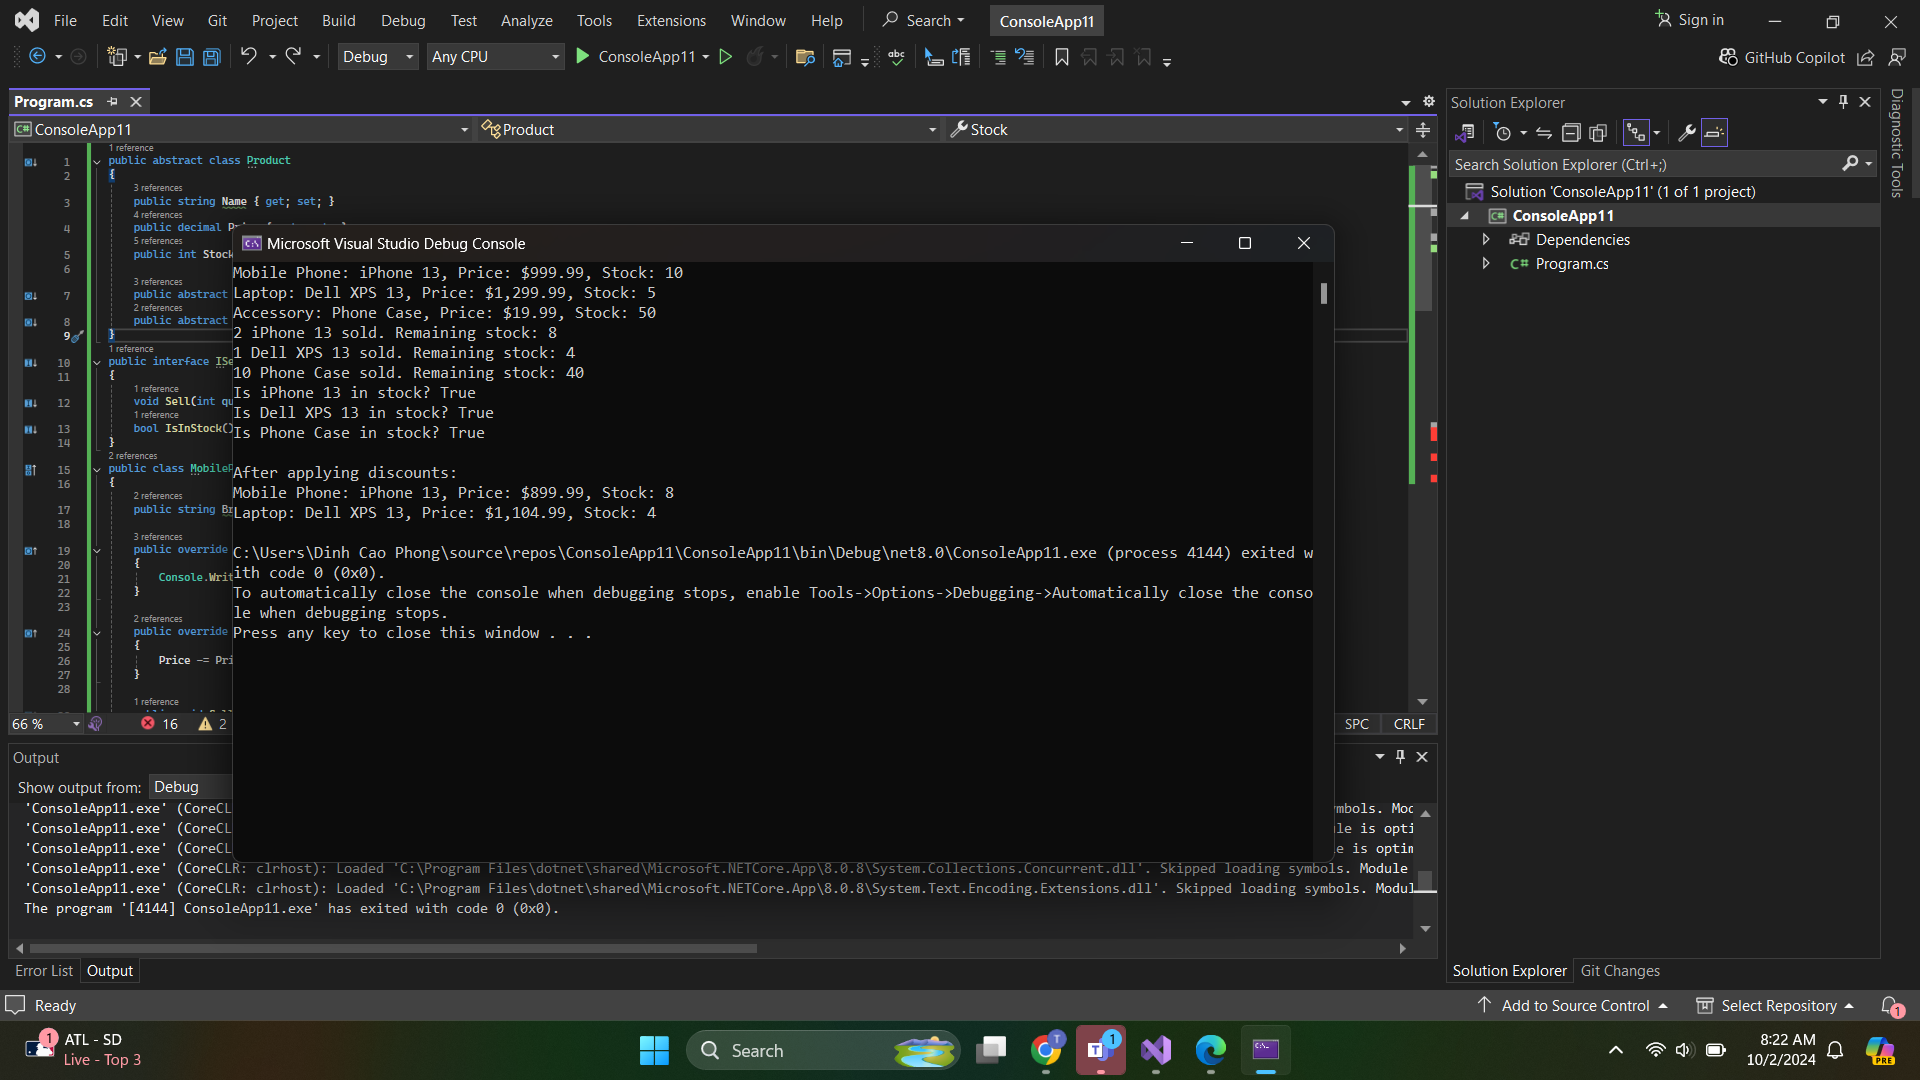 File Edit View Git Project Build Debug Test Analyze Tools Extensions Window Help Search ConsoleApp11 Sign in
Debug Any CPU ConsoleApp11 GitHub Copilot
Program.cs
ConsoleApp11 Product Stock
1 reference
1 public abstract class Product
2 {
3 references
3 public string Name { get; set; }
4 references
4 public decimal
5 references
5 public int Stock
6
3 references
7 public abstract
2 references
8 public abstract
9 }
1 reference
10 public interface ISe
11 {
1 reference
12 void Sell(int qu
1 reference
13 bool IsInStock()
14 }
2 references
15 public class MobileP
16 {
2 references
17 public string Br
18
3 references
19 public override
20 {
21 Console.Writ
22 }
23
2 references
24 public override
25 {
26 Price -= Pri
27 }
28
1 reference
66 % 16 2 SPC CRLF
Microsoft Visual Studio Debug Console
Mobile Phone: iPhone 13, Price: $999.99, Stock: 10
Laptop: Dell XPS 13, Price: $1,299.99, Stock: 5
Accessory: Phone Case, Price: $19.99, Stock: 50
2 iPhone 13 sold. Remaining stock: 8
1 Dell XPS 13 sold. Remaining stock: 4
10 Phone Case sold. Remaining stock: 40
Is iPhone 13 in stock? True
Is Dell XPS 13 in stock? True
Is Phone Case in stock? True
After applying discounts:
Mobile Phone: iPhone 13, Price: $899.99, Stock: 8
Laptop: Dell XPS 13, Price: $1,104.99, Stock: 4
C:\Users\Dinh Cao Phong\source\repos\ConsoleApp11\ConsoleApp11\bin\Debug\net8.0\ConsoleApp11.exe (process 4144) exited w
ith code 0 (0x0).
To automatically close the console when debugging stops, enable Tools->Options->Debugging->Automatically close the conso
le when debugging stops.
Press any key to close this window . . .
Output
Show output from: Debug
'ConsoleApp11.exe' (CoreCL mbols. Mod
'ConsoleApp11.exe' (CoreCL le is opti
'ConsoleApp11.exe' (CoreCL e is optim
'ConsoleApp11.exe' (CoreCLR: clrhost): Loaded 'C:\Program Files\dotnet\shared\Microsoft.NETCore.App\8.0.8\System.Collections.Concurrent.dll'. Skipped loading symbols. Module
'ConsoleApp11.exe' (CoreCLR: clrhost): Loaded 'C:\Program Files\dotnet\shared\Microsoft.NETCore.App\8.0.8\System.Text.Encoding.Extensions.dll'. Skipped loading symbols. Modul
The program '[4144] ConsoleApp11.exe' has exited with code 0 (0x0).
Error List Output
Solution Explorer
Search Solution Explorer (Ctrl+;)
Solution 'ConsoleApp11' (1 of 1 project)
ConsoleApp11
Dependencies
C# Program.cs
Solution Explorer Git Changes
Diagnostic Tools
Ready Add to Source Control Select Repository 1
1 ATL - SD
Live - Top 3
Search
T
T 1
8:22 AM
10/2/2024
PRE